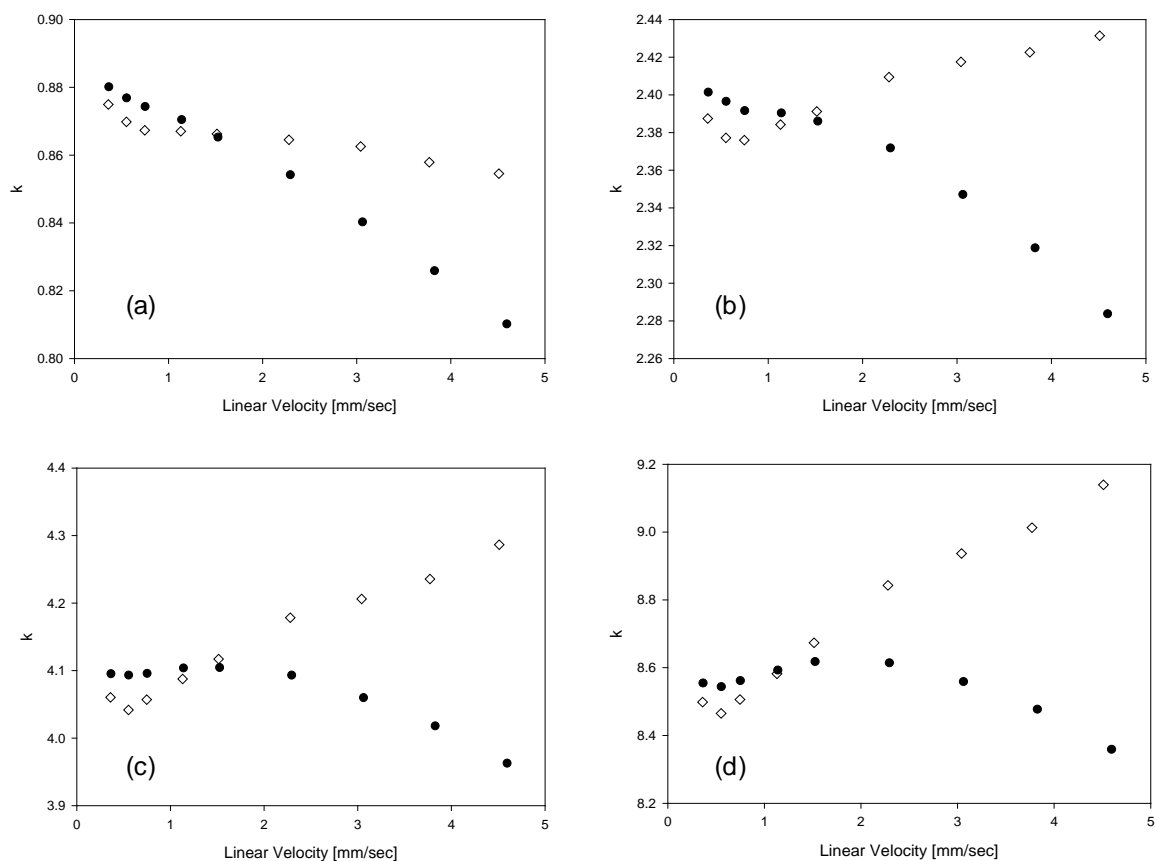 0.90
0.88
0.86
0.84
0.82
0.80
k
(a)
0 1 2 3 4 5
Linear Velocity [mm/sec]
2.44
2.42
2.40
2.38
2.36
2.34
2.32
2.30
2.28
2.26
k
(b)
0 1 2 3 4 5
Linear Velocity [mm/sec]
4.4
4.3
4.2
4.1
4.0
3.9
k
(c)
0 1 2 3 4 5
Linear Velocity [mm/sec]
9.2
9.0
8.8
8.6
8.4
8.2
k
(d)
0 1 2 3 4 5
Linear Velocity [mm/sec]